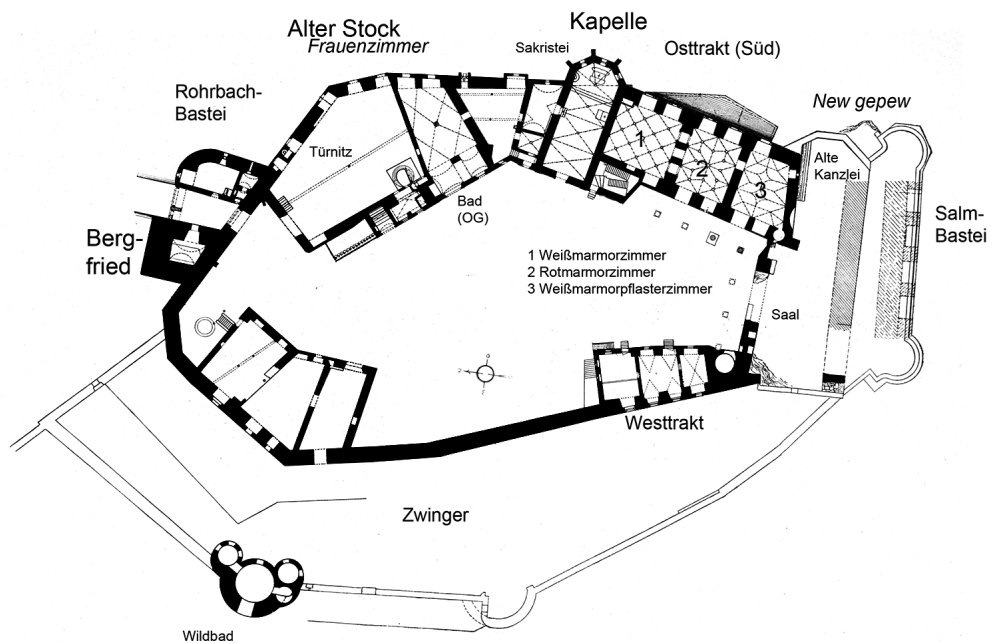 Kapelle
Alter Stock
Frauenzimmer
Sakristei
Osttrakt (Süd)
Rohrbach-
Bastei
New gepew
Türnitz
1
2
3
Alte
Kanzlei
Bad
(OG)
Salm-
Bastei
Berg-
fried
1 Weißmarmorzimmer
2 Rotmarmorzimmer
3 Weißmarmorpflasterzimmer
Saal
Westtrakt
Zwinger
Wildbad